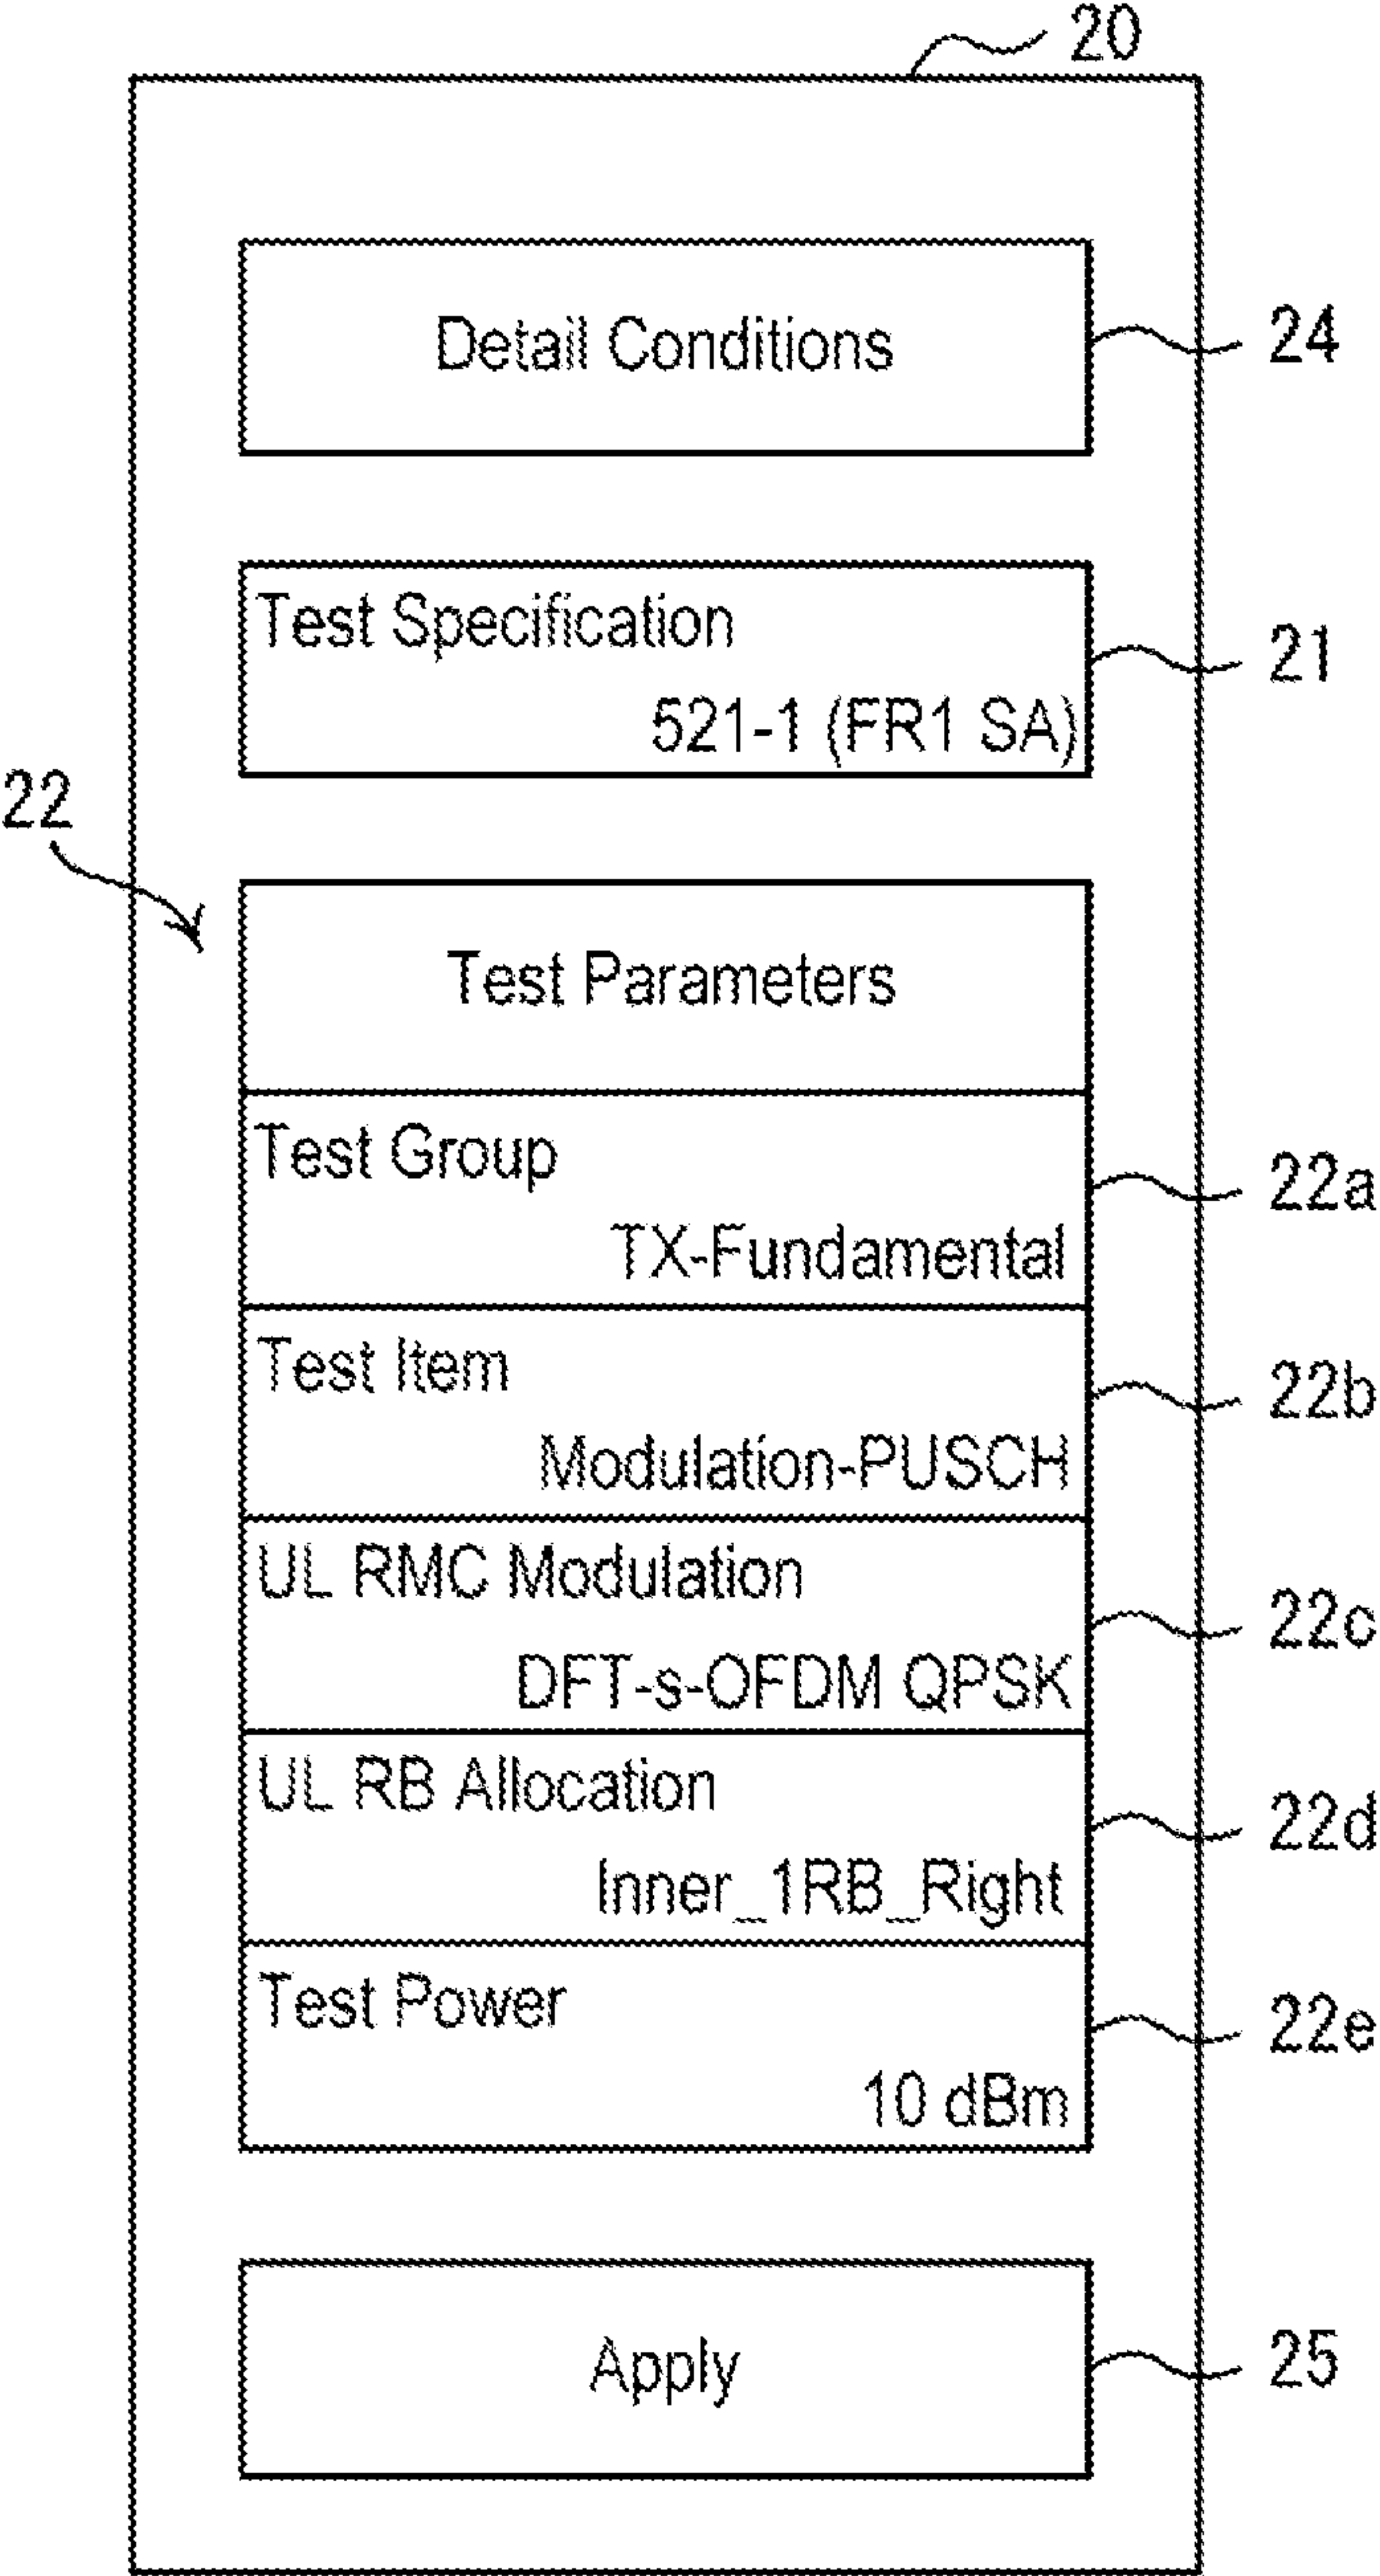 20
Detail Conditions
24
Test Specification
521-1 (FR1 SA)
21
22
Test Parameters
Test Group
TX-Fundamental
22a
Test Item
Modulation-PUSCH
22b
UL RMC Modulation
DFT-s-OFDM QPSK
22c
UL RB Allocation
Inner_1RB_Right
22d
Test Power
10 dBm
22e
Apply
25